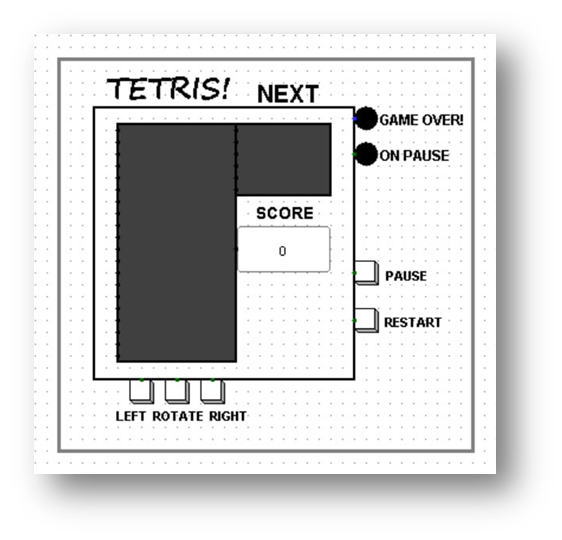 TETRIS!
NEXT
GAME OVER!
ON PAUSE
SCORE
0
PAUSE
RESTART
LEFT ROTATE RIGHT